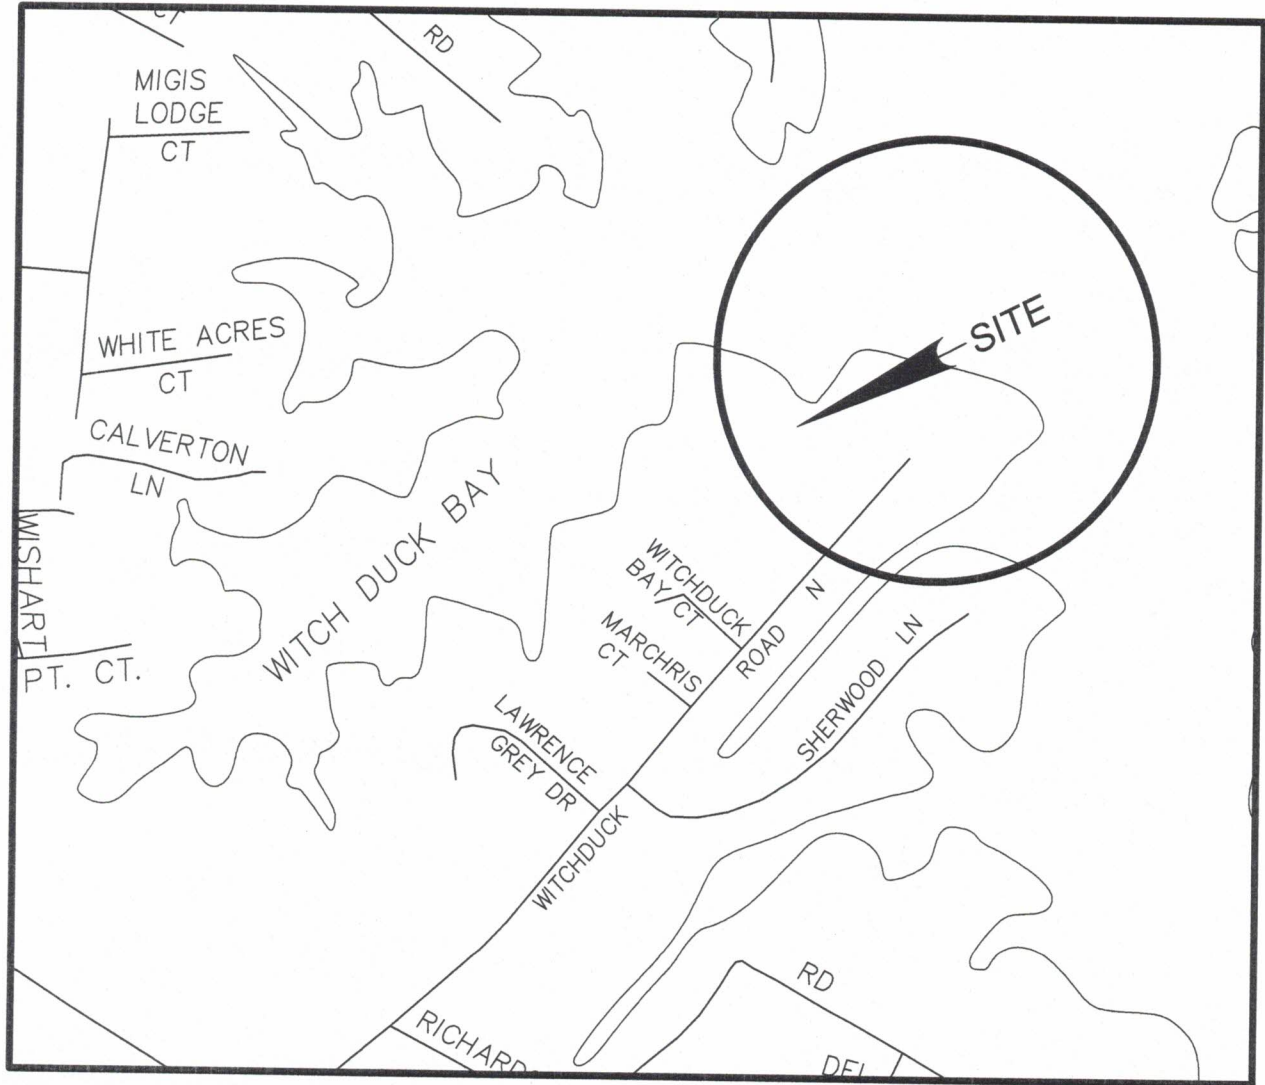 CT
RD
MIGIS
LODGE
CT
SITE
WHITE ACRES
CT
CALVERTON
LN
WITCH DUCK BAY
WISHART
PT. CT.
WITCHDUCK
BAY CT
MARCHRIS
CT
ROAD N
SHERWOOD LN
LAWRENCE
GREY DR
WITCHDUCK
RD
RICHARD